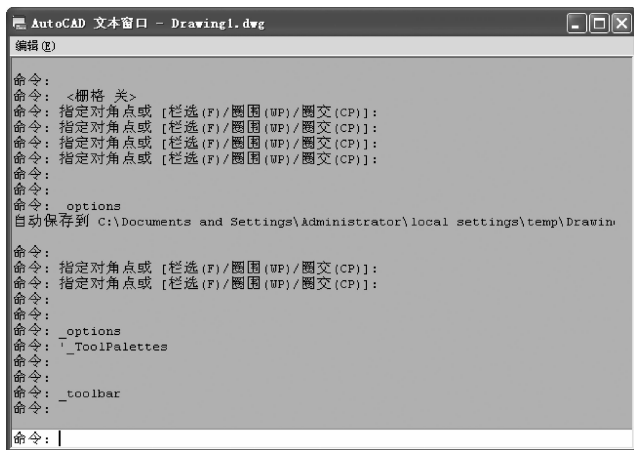 AutoCAD 文本窗口 - Drawing1.dwg
编辑(E)
命令:
命令: <栅格 关>
命令: 指定对角点或 [栏选(F)/圈围(WP)/圈交(CP)]:
命令: 指定对角点或 [栏选(F)/圈围(WP)/圈交(CP)]:
命令: 指定对角点或 [栏选(F)/圈围(WP)/圈交(CP)]:
命令: 指定对角点或 [栏选(F)/圈围(WP)/圈交(CP)]:
命令:
命令:
命令: _options
自动保存到 C:\Documents and Settings\Administrator\local settings\temp\Drawin
命令:
命令: 指定对角点或 [栏选(F)/圈围(WP)/圈交(CP)]:
命令: 指定对角点或 [栏选(F)/圈围(WP)/圈交(CP)]:
命令:
命令:
命令: _options
命令: '_ToolPalettes
命令:
命令:
命令: _toolbar
命令:
命令: